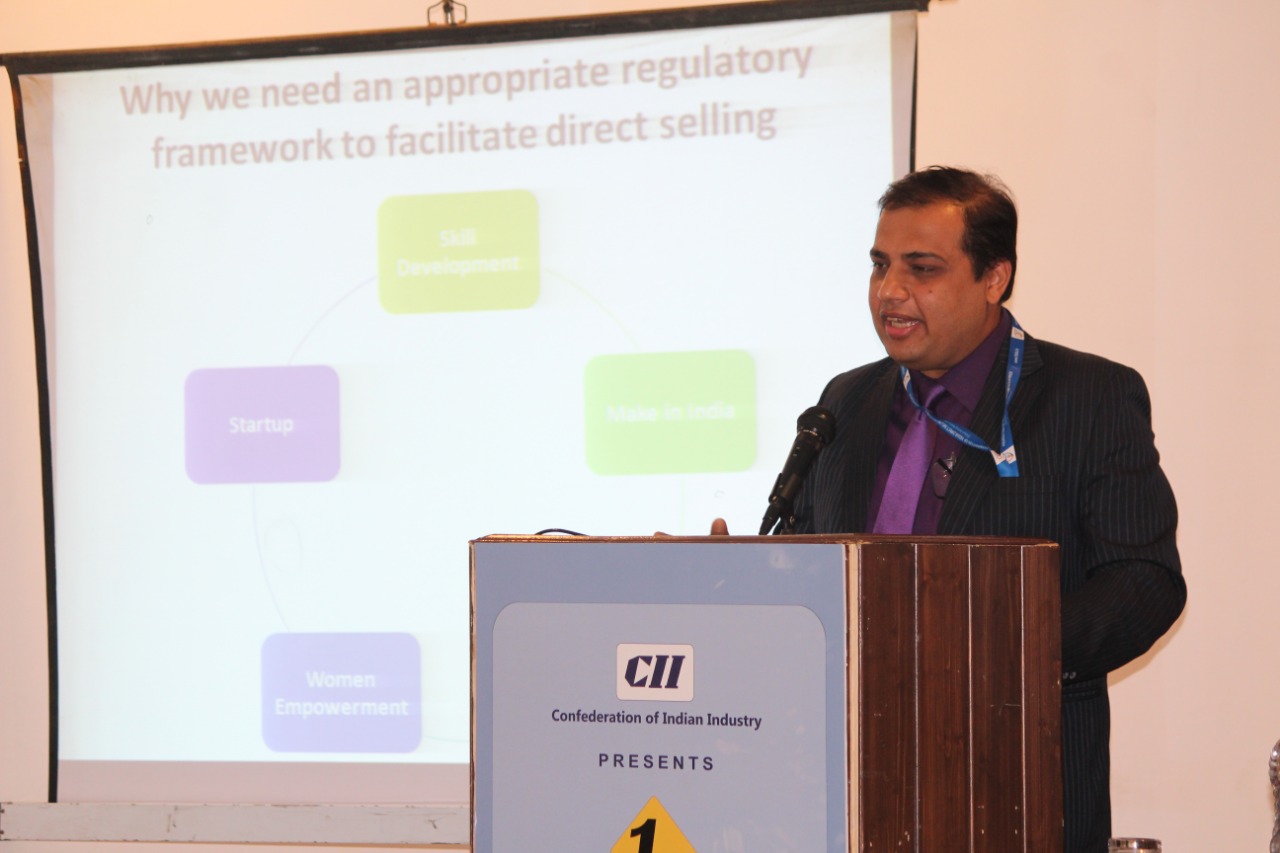 Why we need an appropriate regulatory
framework to facilitate direct selling
Skill
Development
Startup
Make in India
Women
Empowerment
CII
Confederation of Indian Industry
PRESENTS
1